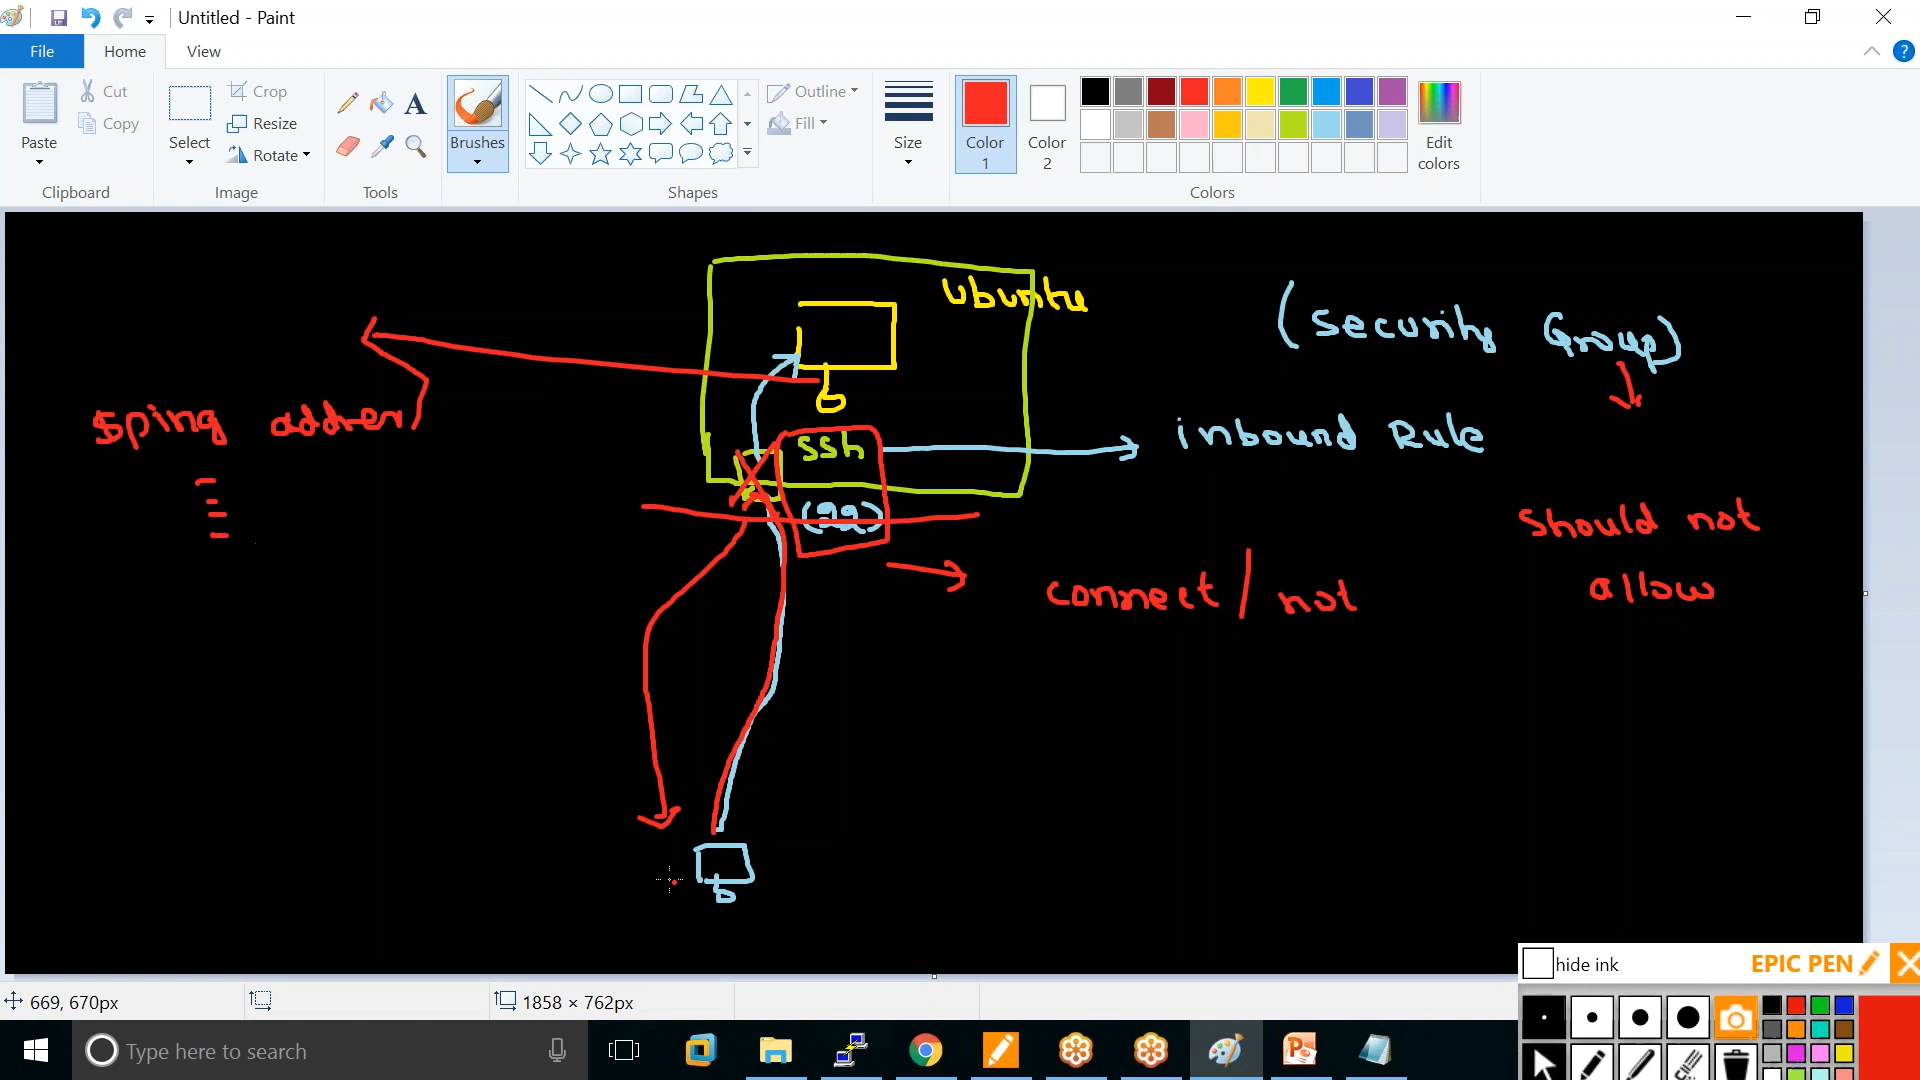 Untitled - Paint
File
Home
View
Paste
Cut
Copy
Clipboard
Select
Crop
Resize
Rotate
Image
A
Tools
Brushes
Shapes
Outline
Fill
Size
Color 1
Color 2
Edit colors
Colors
?
Ubuntu
(Security Group)
$ping addres
ssh
inbound Rule
(22)
Should not
allow
connect / not
hide ink
EPIC PEN
669, 670px
1858 × 762px
Type here to search